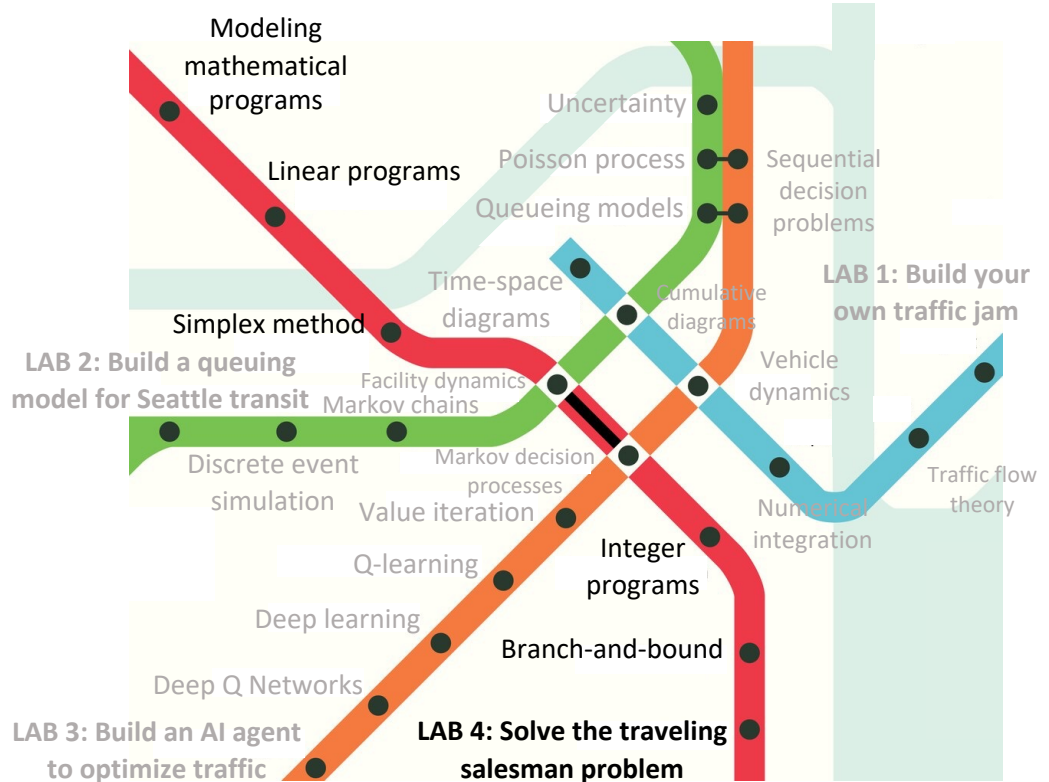 Modeling
mathematical
programs
Linear programs
Simplex method
Uncertainty
Poisson process
Queueing models
Sequential
decision
problems
Time-space
diagrams
Cumulative
diagrams
LAB 1: Build your
own traffic jam
LAB 2: Build a queuing
model for Seattle transit
Facility dynamics
Markov chains
Vehicle
dynamics
Discrete event
simulation
Markov decision
processes
Value iteration
Traffic flow
theory
Numerical
integration
Q-learning
Integer
programs
Deep learning
Branch-and-bound
Deep Q Networks
LAB 3: Build an AI agent
to optimize traffic
LAB 4: Solve the traveling
salesman problem